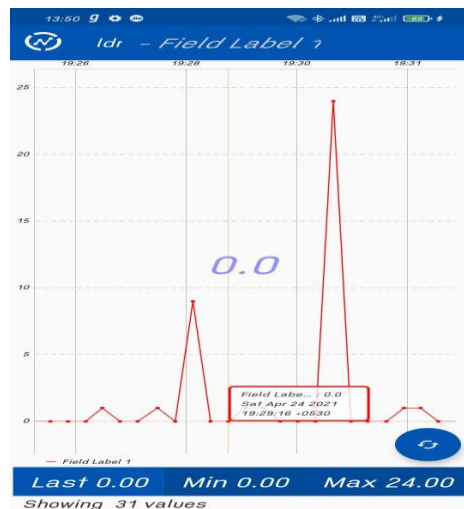 13:50
ldr - Field Label 1
19:26 19:28 19:30 19:31
25
20
15
0.0
10
5
Field Labe... : 0.0
Sat Apr 24 2021
19:29:16 +0530
0
Field Label 1
Last 0.00 Min 0.00 Max 24.00
Showing 31 values